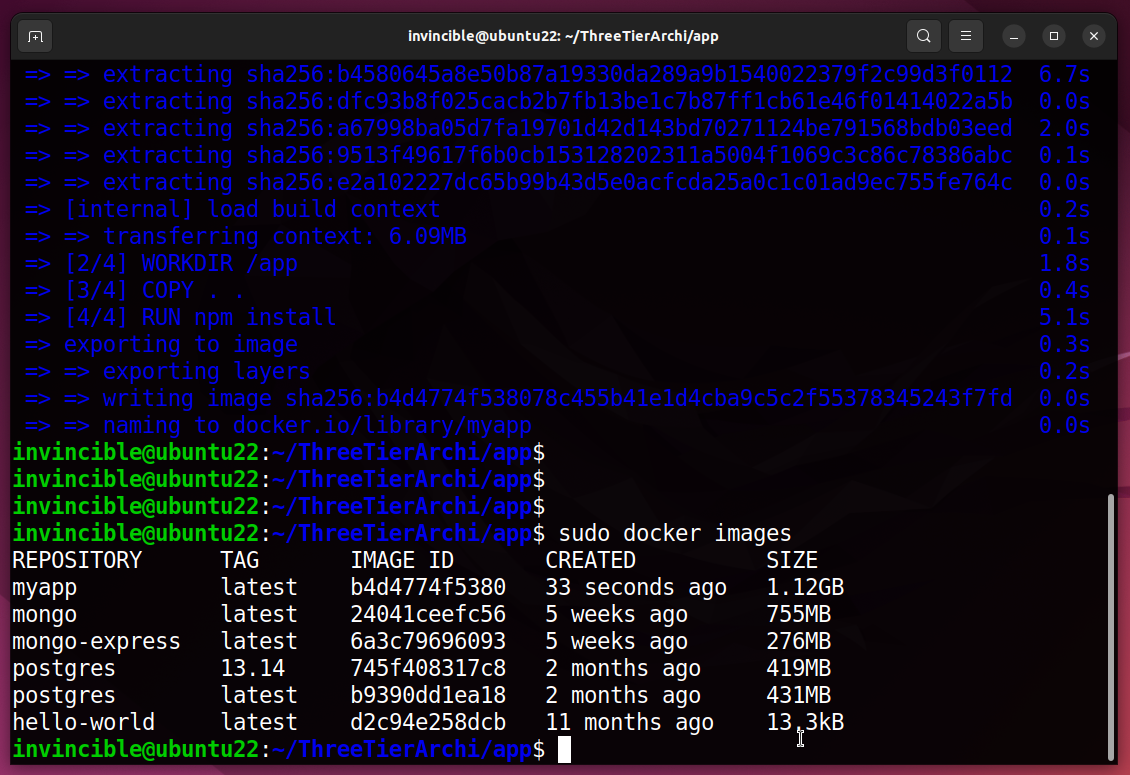 invincible@ubuntu22: ~/ThreeTierArchi/app
=> => extracting sha256:b4580645a8e50b87a19330da289a9b1540022379f2c99d3f0112 6.7s
=> => extracting sha256:dfc93b8f025cacb2b7fb13be1c7b87ff1cb61e46f01414022a5b 0.0s
=> => extracting sha256:a67998ba05d7fa19701d42d143bd70271124be791568bdb03eed 2.0s
=> => extracting sha256:9513f49617f6b0cb153128202311a5004f1069c3c86c78386abc 0.1s
=> => extracting sha256:e2a102227dc65b99b43d5e0acfcda25a0c1c01ad9ec755fe764c 0.0s
=> [internal] load build context 0.2s
=> => transferring context: 6.09MB 0.1s
=> [2/4] WORKDIR /app 1.8s
=> [3/4] COPY . . 0.4s
=> [4/4] RUN npm install 5.1s
=> exporting to image 0.3s
=> => exporting layers 0.2s
=> => writing image sha256:b4d4774f538078c455b41e1d4cba9c5c2f55378345243f7fd 0.0s
=> => naming to docker.io/library/myapp 0.0s
invincible@ubuntu22:~/ThreeTierArchi/app$
invincible@ubuntu22:~/ThreeTierArchi/app$
invincible@ubuntu22:~/ThreeTierArchi/app$
invincible@ubuntu22:~/ThreeTierArchi/app$ sudo docker images
REPOSITORY TAG IMAGE ID CREATED SIZE
myapp latest b4d4774f5380 33 seconds ago 1.12GB
mongo latest 24041ceefc56 5 weeks ago 755MB
mongo-express latest 6a3c79696093 5 weeks ago 276MB
postgres 13.14 745f408317c8 2 months ago 419MB
postgres latest b9390dd1ea18 2 months ago 431MB
hello-world latest d2c94e258dcb 11 months ago 13.3kB
invincible@ubuntu22:~/ThreeTierArchi/app$